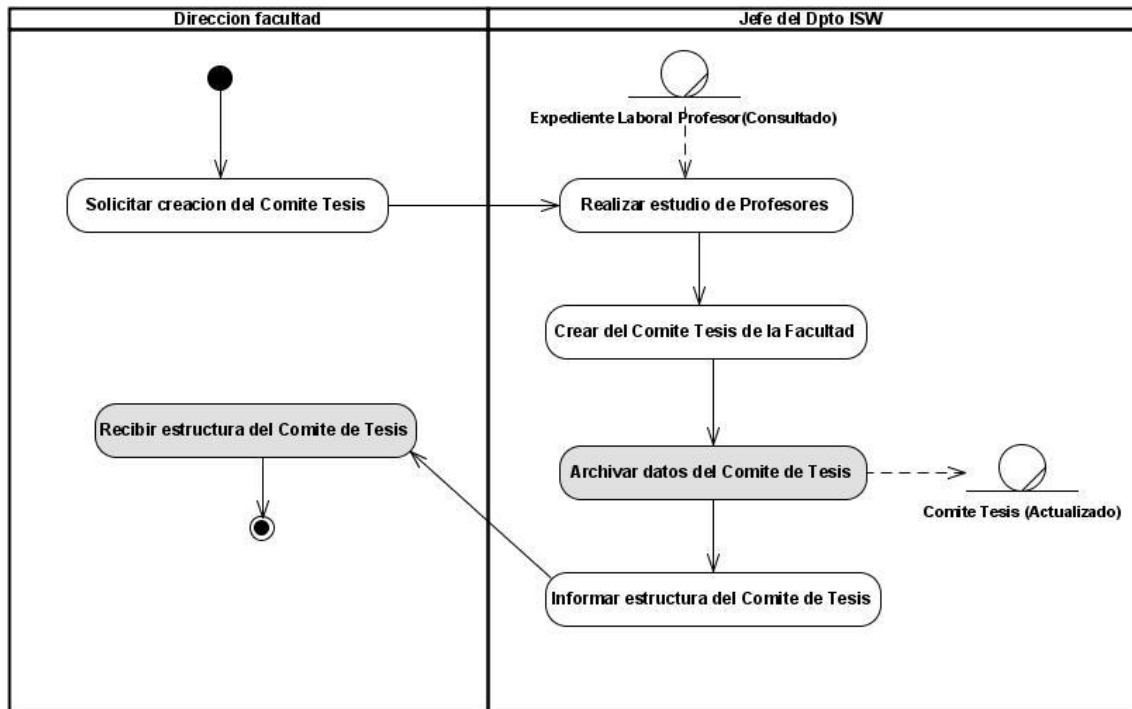 Direccion facultad
Jefe del Dpto ISW
Expediente Laboral Profesor(Consultado)
Solicitar creacion del Comite Tesis
Realizar estudio de Profesores
Crear del Comite Tesis de la Facultad
Recibir estructura del Comite de Tesis
Archivar datos del Comite de Tesis
Comite Tesis (Actualizado)
Informar estructura del Comite de Tesis